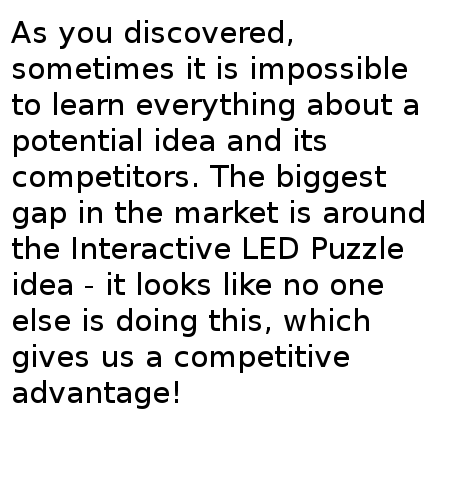 As you discovered,
sometimes it is impossible
to learn everything about a
potential idea and its
competitors. The biggest
gap in the market is around
the Interactive LED Puzzle
idea - it looks like no one
else is doing this, which
gives us a competitive
advantage!